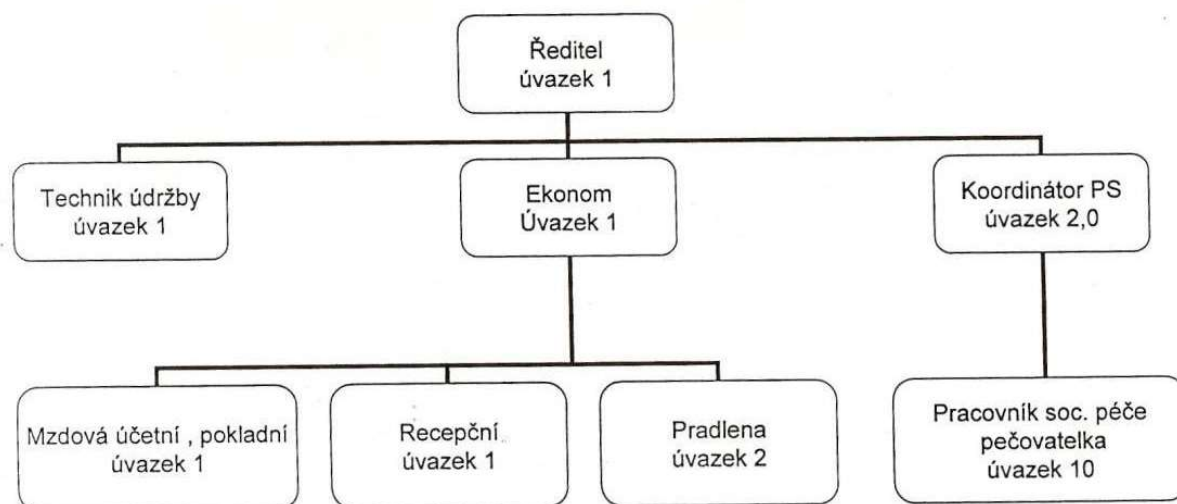 Ředitel
úvazek 1
Technik údržby
úvazek 1
Ekonom
Úvazek 1
Koordinátor PS
úvazek 2,0
Mzdová účetní , pokladní
úvazek 1
Recepční
úvazek 1
Pradlena
úvazek 2
Pracovník soc. péče
pečovatelka
úvazek 10